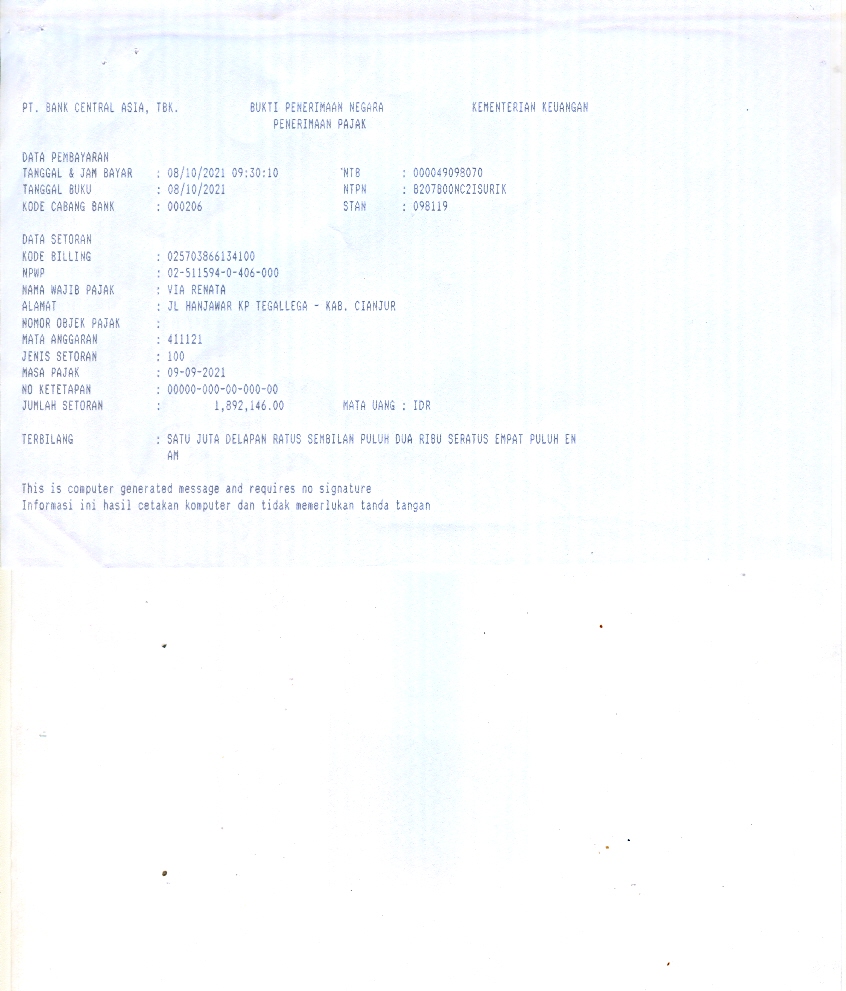 PT. BANK CENTRAL ASIA, TBK. BUKTI PENERIMAAN NEGARA KEMENTERIAN KEUANGAN
PENERIMAAN PAJAK
DATA PEMBAYARAN
TANGGAL & JAM BAYAR : 08/10/2021 09:30:10 NTB : 000049098070
TANGGAL BUKU : 08/10/2021 NTPN : B207B00NC2ISURIK
KODE CABANG BANK : 000206 STAN : 098119
DATA SETORAN
KODE BILLING : 025703866134100
NPWP : 02-511594-0-406-000
NAMA WAJIB PAJAK : VIA RENATA
ALAMAT : JL HANJAWAR KP TEGALLEGA - KAB. CIANJUR
NOMOR OBJEK PAJAK :
MATA ANGGARAN : 411121
JENIS SETORAN : 100
MASA PAJAK : 09-09-2021
NO KETETAPAN : 00000-000-00-000-00
JUMLAH SETORAN : 1,892,146.00 MATA UANG : IDR
TERBILANG : SATU JUTA DELAPAN RATUS SEMBILAN PULUH DUA RIBU SERATUS EMPAT PULUH EN
AM
This is computer generated message and requires no signature
Informasi ini hasil cetakan komputer dan tidak memerlukan tanda tangan